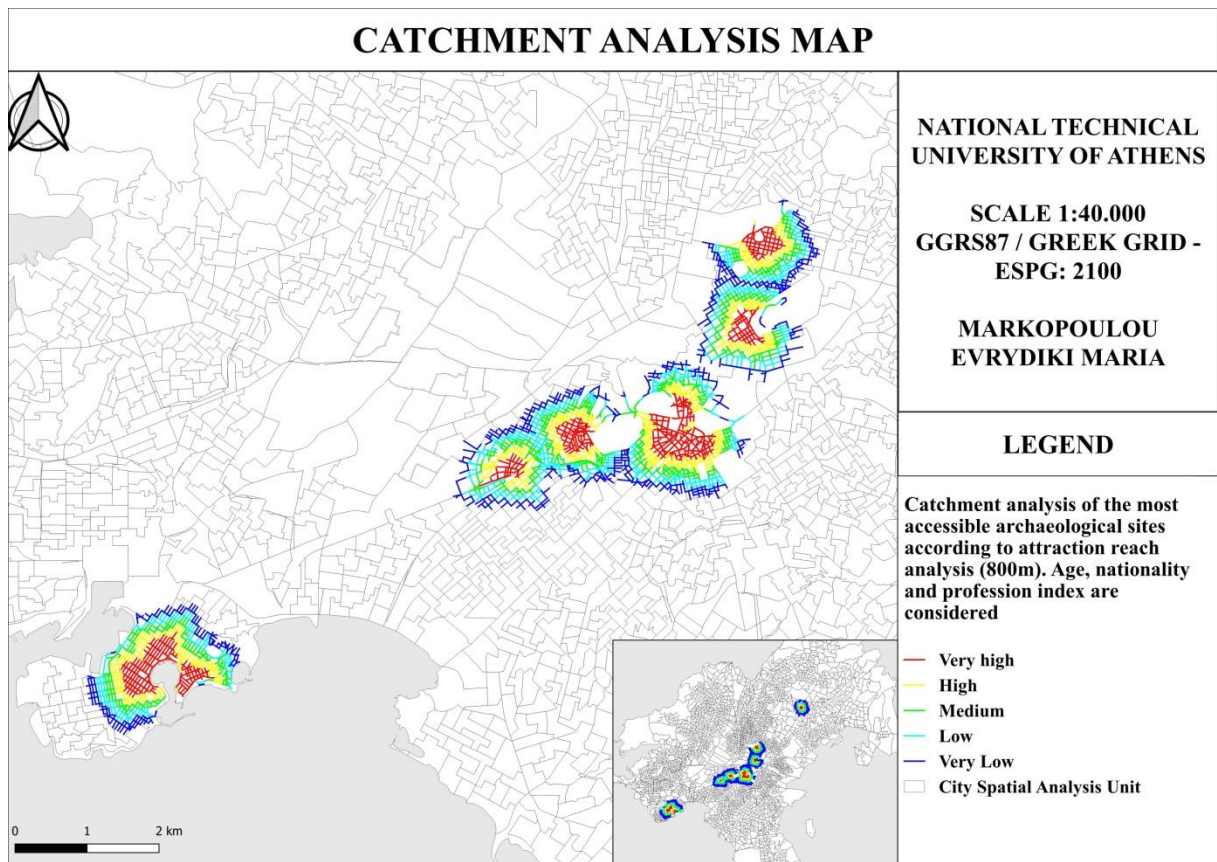 CATCHMENT ANALYSIS MAP
NATIONAL TECHNICAL
UNIVERSITY OF ATHENS
SCALE 1:40.000
GGRS87 / GREEK GRID -
ESPG: 2100
MARKOPOULOU
EVRYDIKI MARIA
LEGEND
Catchment analysis of the most
accessible archaeological sites
according to attraction reach
analysis (800m). Age, nationality
and profession index are
considered
Very high
High
Medium
Low
Very Low
City Spatial Analysis Unit
0 1 2 km